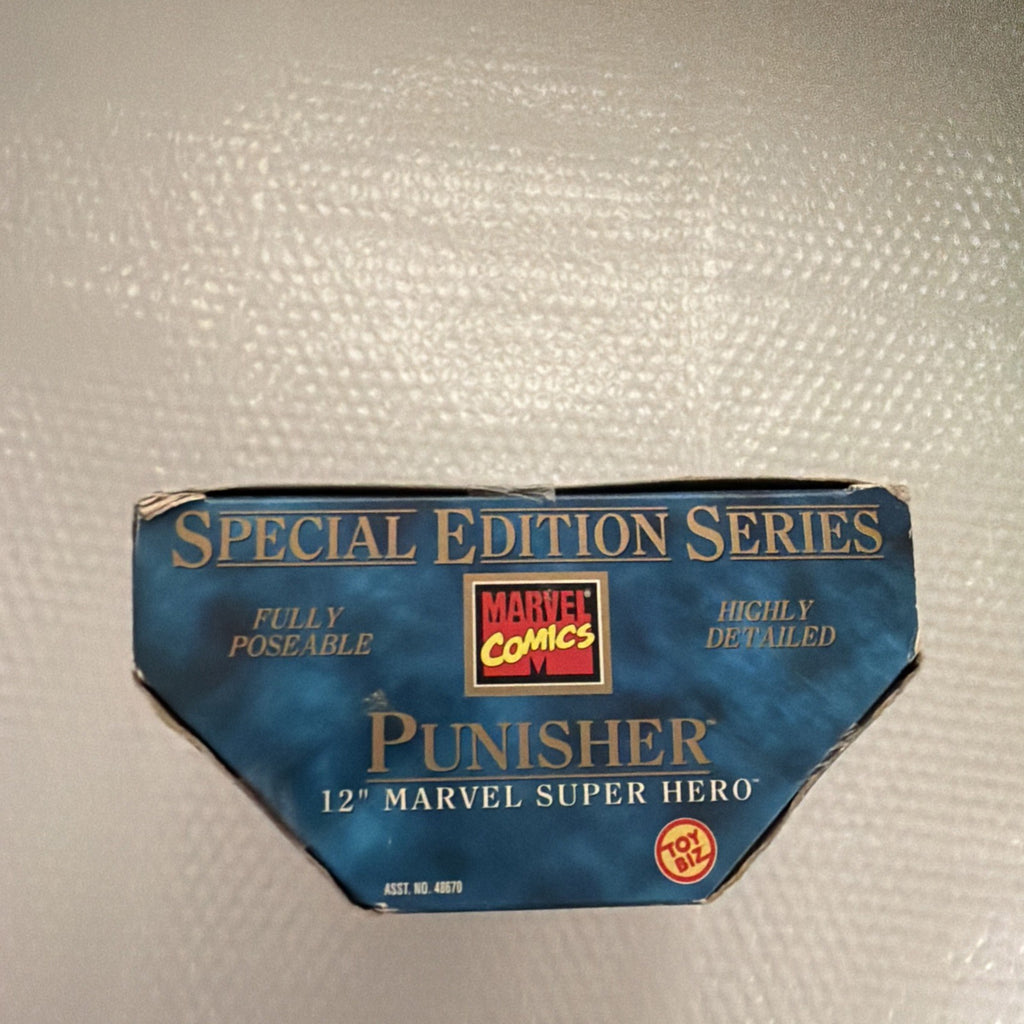 SPECIAL EDITION SERIES
FULLY
POSEABLE
MARVEL®
COMICS
M
HIGHLY
DETAILED
PUNISHER™
12" MARVEL SUPER HERO™
TOY
BIZ
ASST. NO. 48670